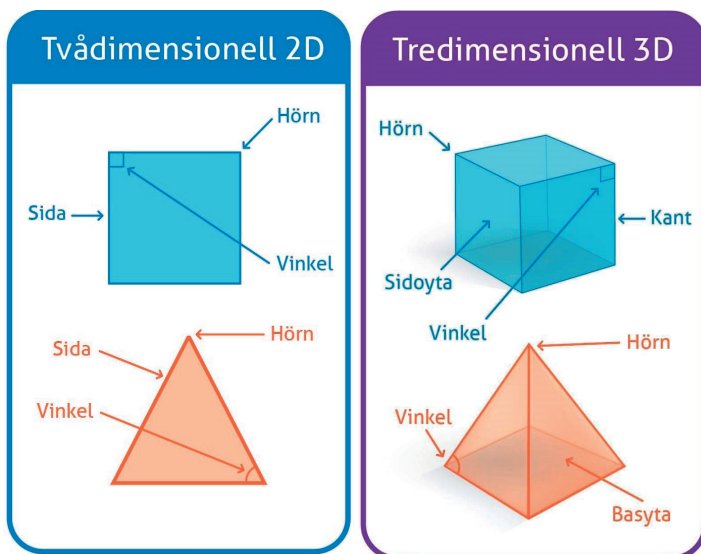 Tvådimensionell 2D
Hörn
Sida
Vinkel
Sida
Hörn
Vinkel
Tredimensionell 3D
Hörn
Kant
Sidoyta
Vinkel
Hörn
Vinkel
Basyta